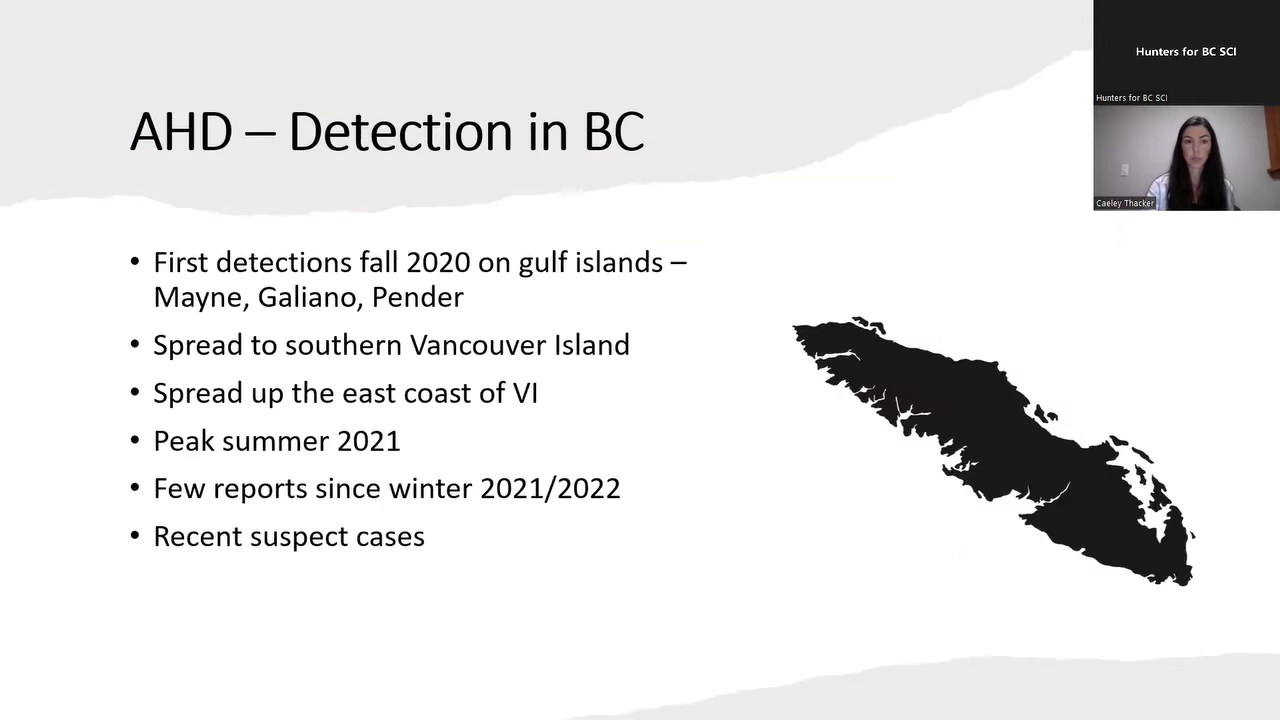 Hunters for BC SCI
Hunters for BC SCI
Caeley Thacker
AHD – Detection in BC
• First detections fall 2020 on gulf islands –
Mayne, Galiano, Pender
• Spread to southern Vancouver Island
• Spread up the east coast of VI
• Peak summer 2021
• Few reports since winter 2021/2022
• Recent suspect cases